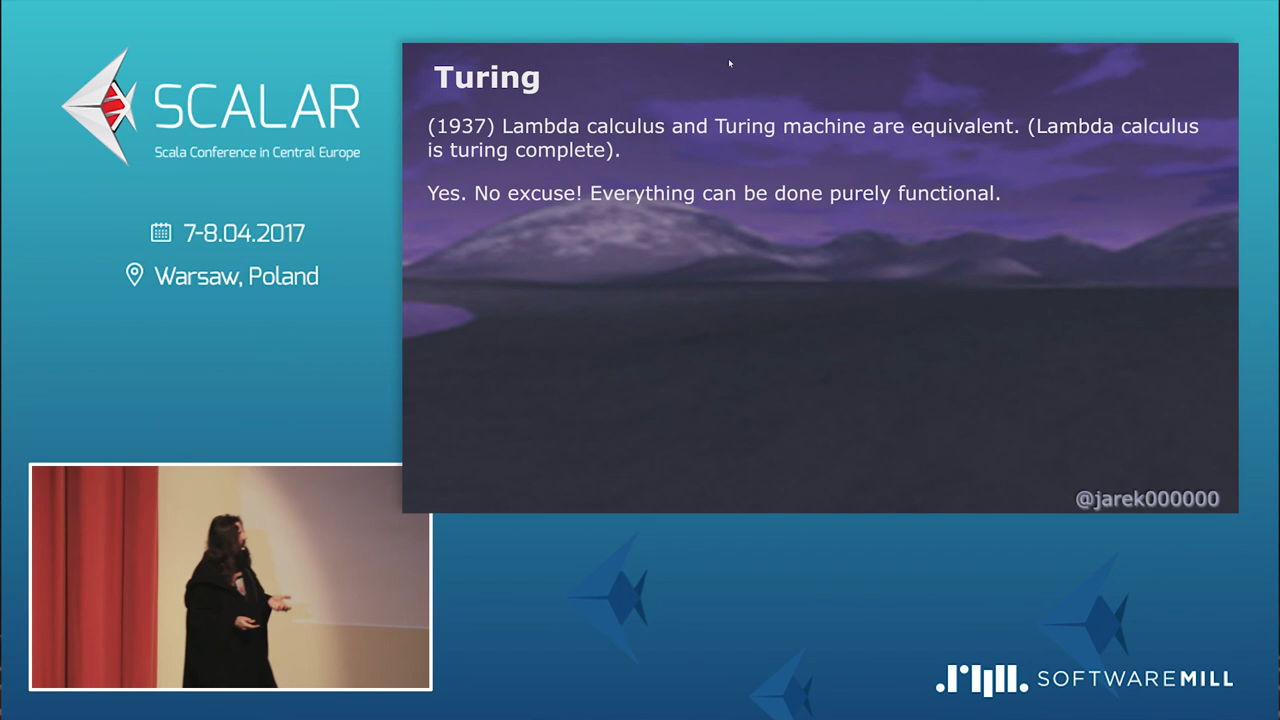 SCALAR
Scala Conference in Central Europe
7-8.04.2017
Warsaw, Poland
Turing
(1937) Lambda calculus and Turing machine are equivalent. (Lambda calculus
is turing complete).
Yes. No excuse! Everything can be done purely functional.
@jarek000000
SOFTWAREMILL